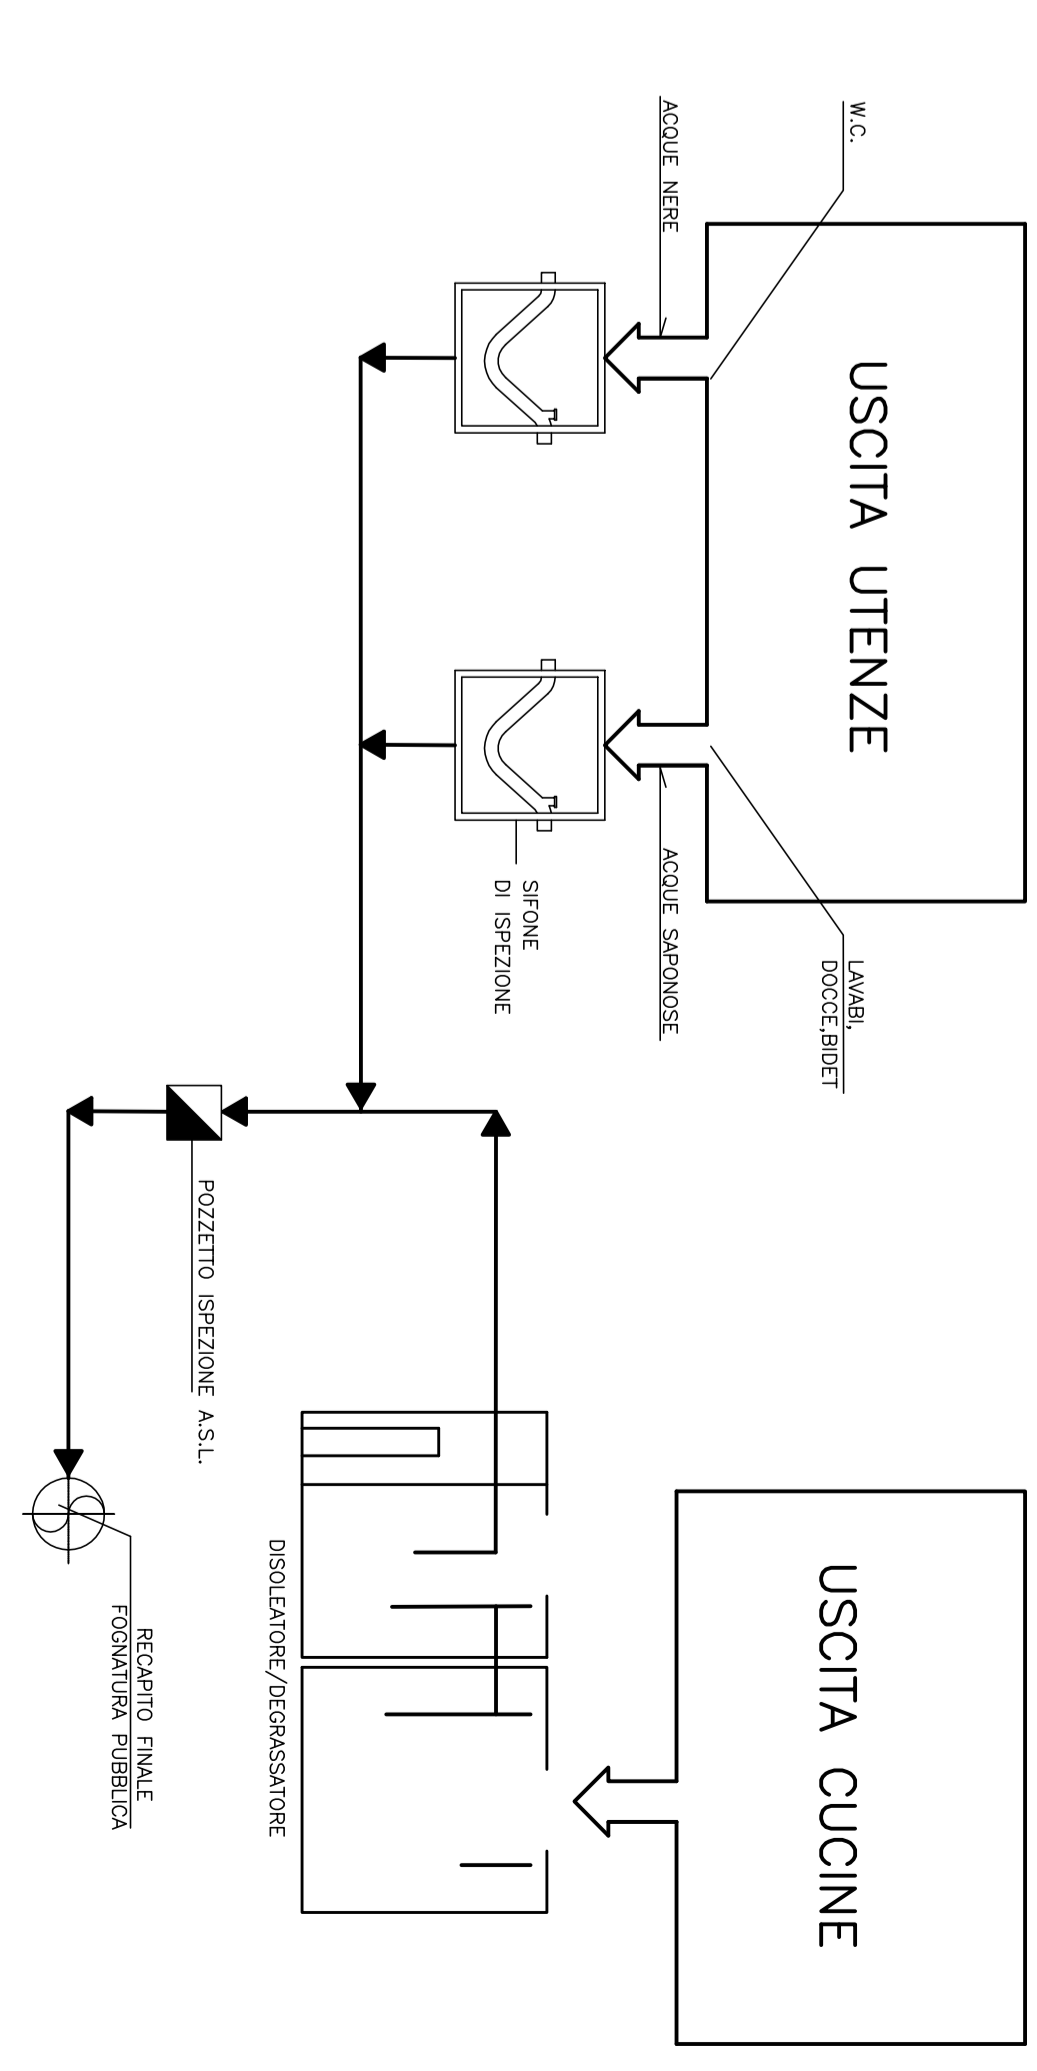 USCITA UTENZE
USCITA CUCINE
W.C.
LAVABI,
DOCCE,BIDET
ACQUE NERE
ACQUE SAPONOSE
SIFONE
DI ISPEZIONE
DISOLEATORE/DEGRASSATORE
POZZETTO ISPEZIONE A.S.L.
RECAPITO FINALE
FOGNATURA PUBBLICA